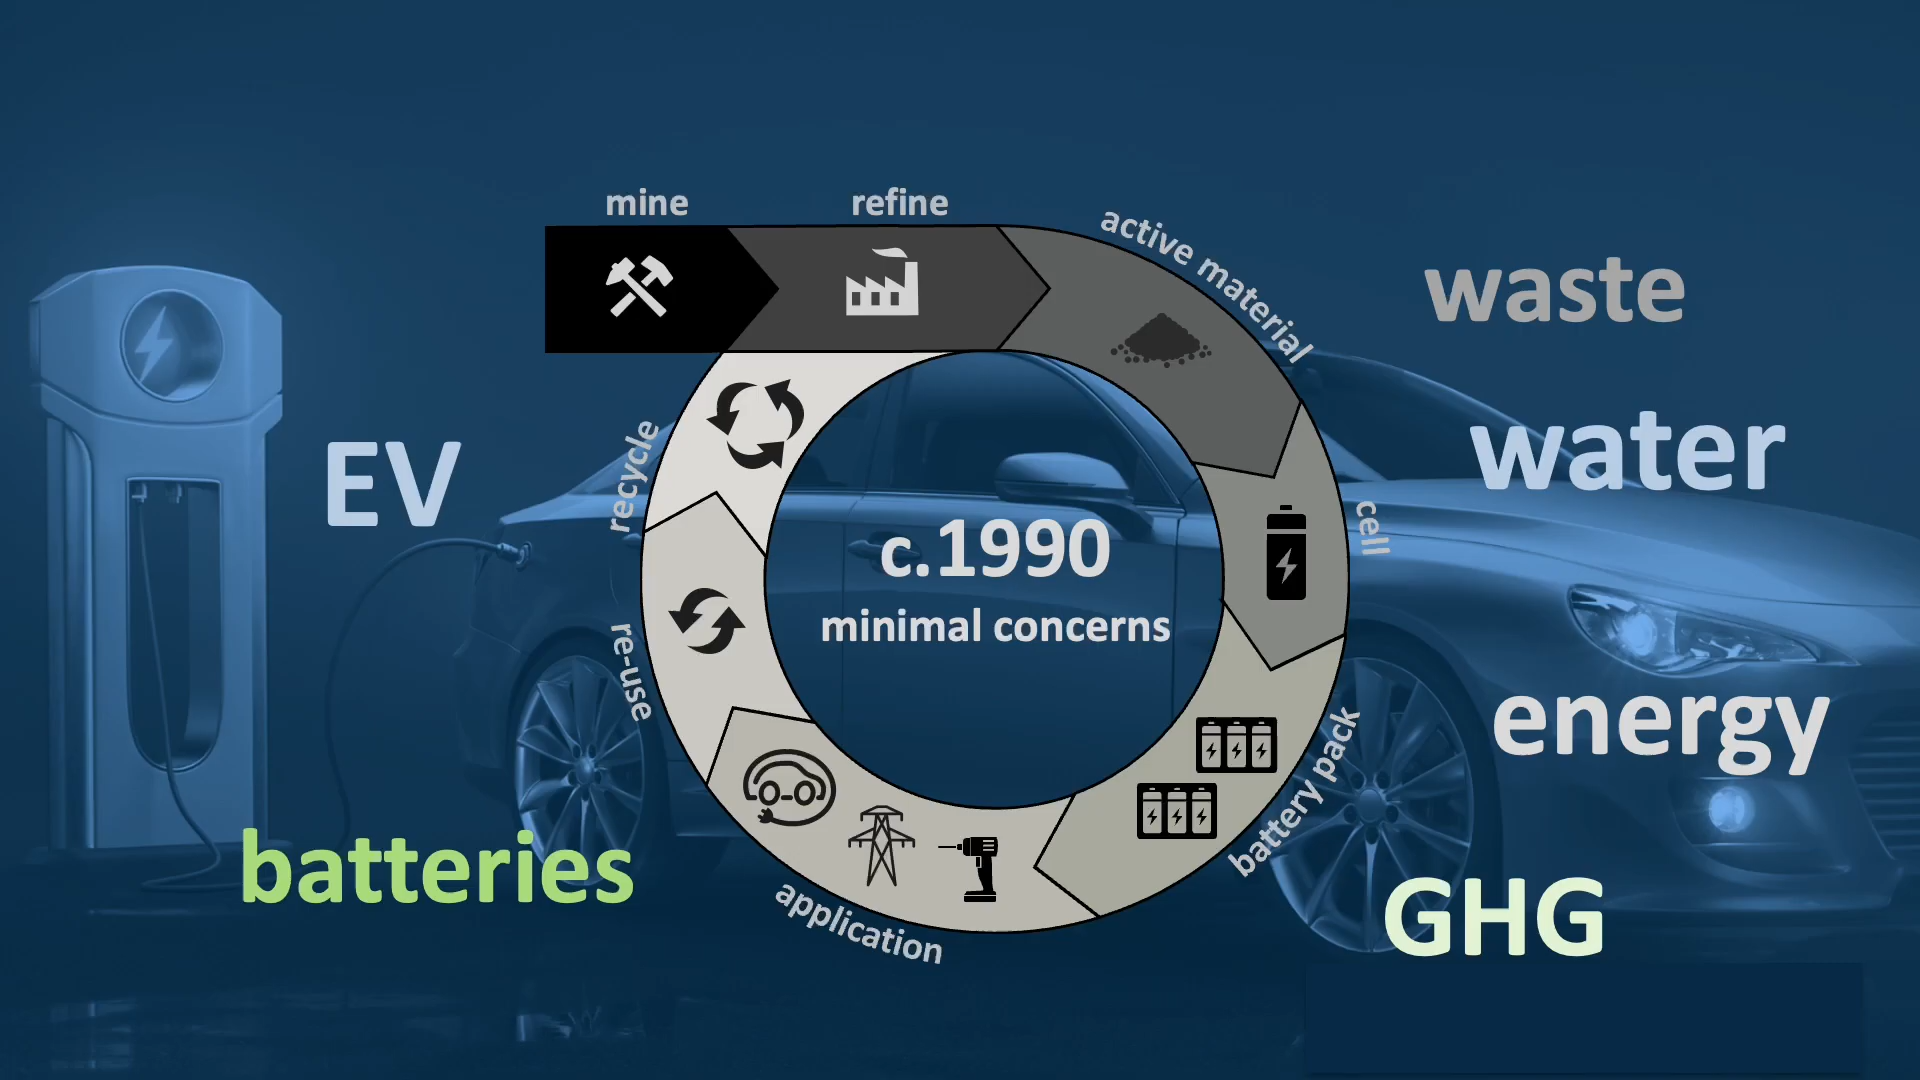 mine
refine
active material
cell
battery pack
application
re-use
recycle
c.1990
minimal concerns
EV
batteries
waste
water
energy
GHG